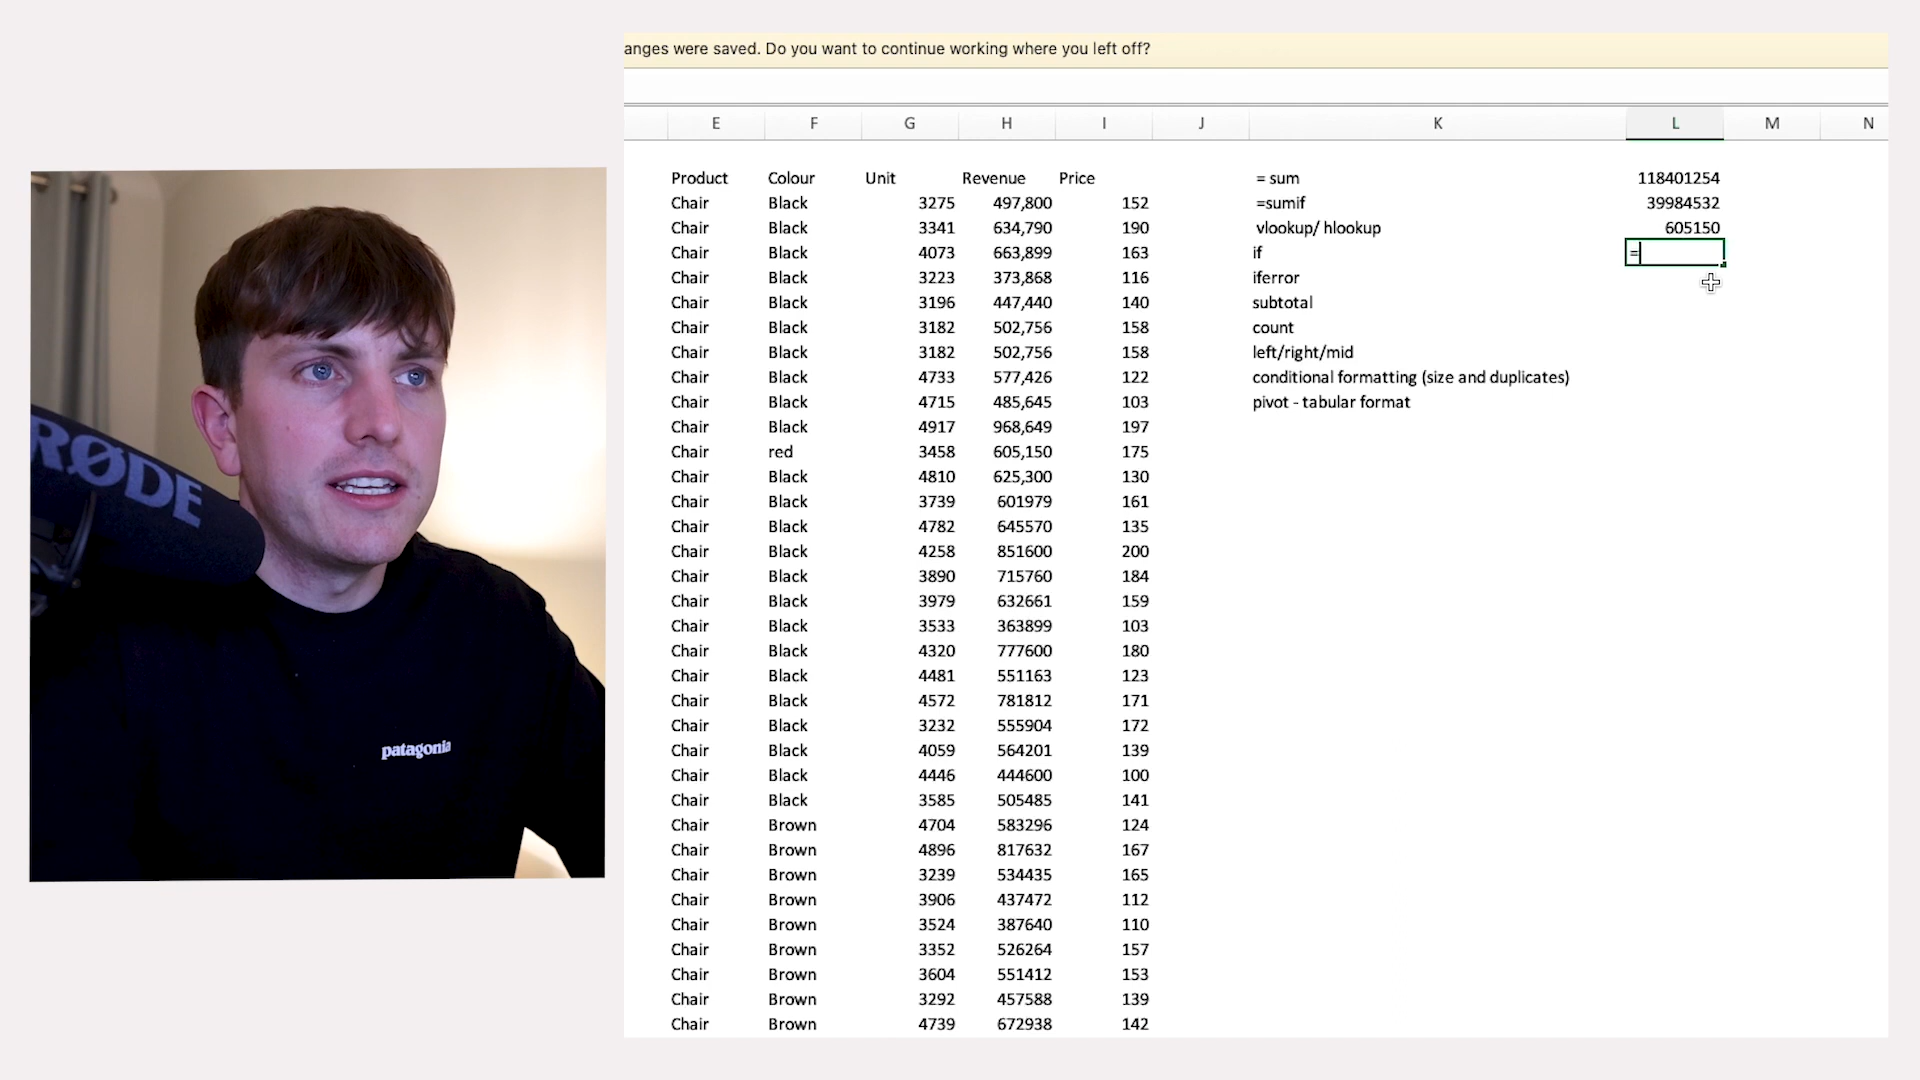 anges were saved. Do you want to continue working where you left off?
E F G H I J K L M N
Product Colour Unit Revenue Price = sum 118401254
Chair Black 3275 497,800 152 =sumif 39984532
Chair Black 3341 634,790 190 vlookup/ hlookup 605150
Chair Black 4073 663,899 163 if =
Chair Black 3223 373,868 116 iferror
Chair Black 3196 447,440 140 subtotal
Chair Black 3182 502,756 158 count
Chair Black 3182 502,756 158 left/right/mid
Chair Black 4733 577,426 122 conditional formatting (size and duplicates)
Chair Black 4715 485,645 103 pivot - tabular format
Chair Black 4917 968,649 197
Chair red 3458 605,150 175
Chair Black 4810 625,300 130
Chair Black 3739 601979 161
Chair Black 4782 645570 135
Chair Black 4258 851600 200
Chair Black 3890 715760 184
Chair Black 3979 632661 159
Chair Black 3533 363899 103
Chair Black 4320 777600 180
Chair Black 4481 551163 123
Chair Black 4572 781812 171
Chair Black 3232 555904 172
Chair Black 4059 564201 139
Chair Black 4446 444600 100
Chair Black 3585 505485 141
Chair Brown 4704 583296 124
Chair Brown 4896 817632 167
Chair Brown 3239 534435 165
Chair Brown 3906 437472 112
Chair Brown 3524 387640 110
Chair Brown 3352 526264 157
Chair Brown 3604 551412 153
Chair Brown 3292 457588 139
Chair Brown 4739 672938 142
RØDE
patagonia